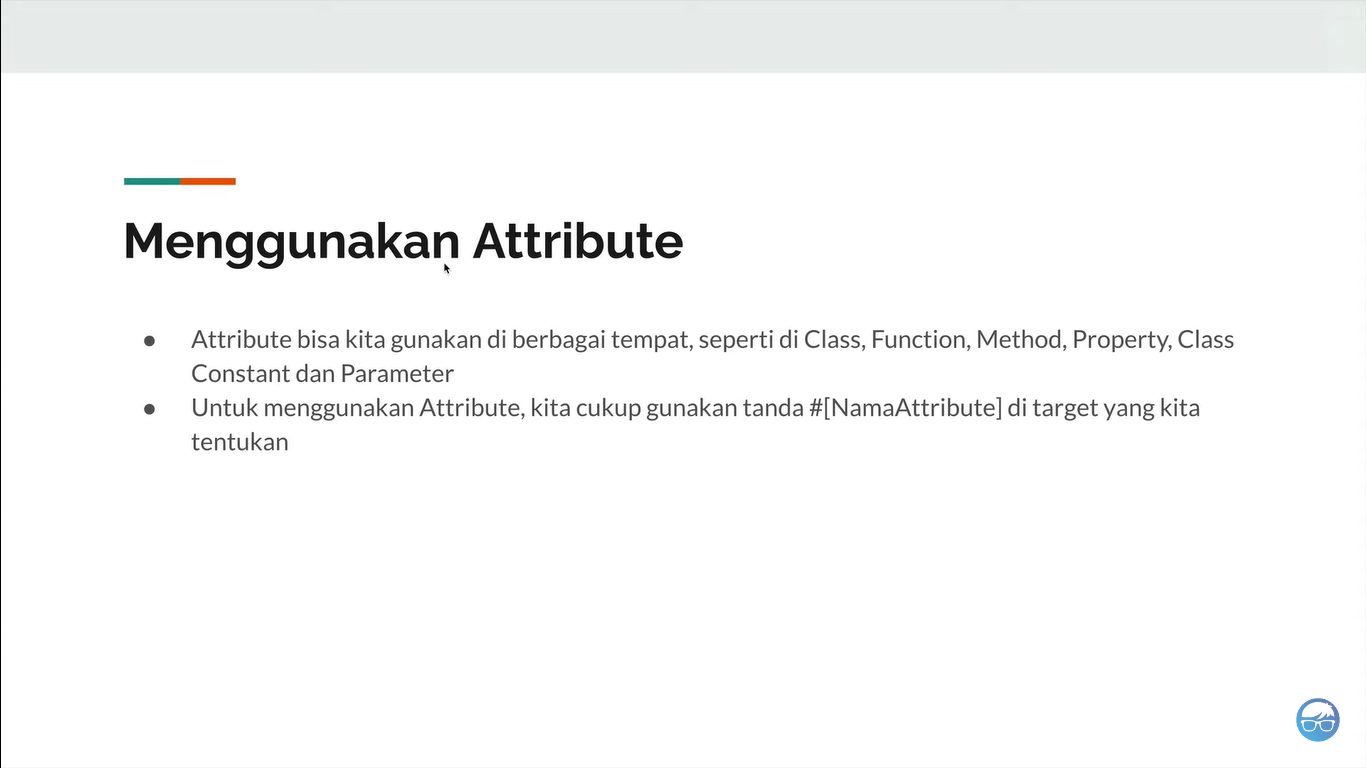 Menggunakan Attribute
● Attribute bisa kita gunakan di berbagai tempat, seperti di Class, Function, Method, Property, Class
Constant dan Parameter
● Untuk menggunakan Attribute, kita cukup gunakan tanda #[NamaAttribute] di target yang kita
tentukan